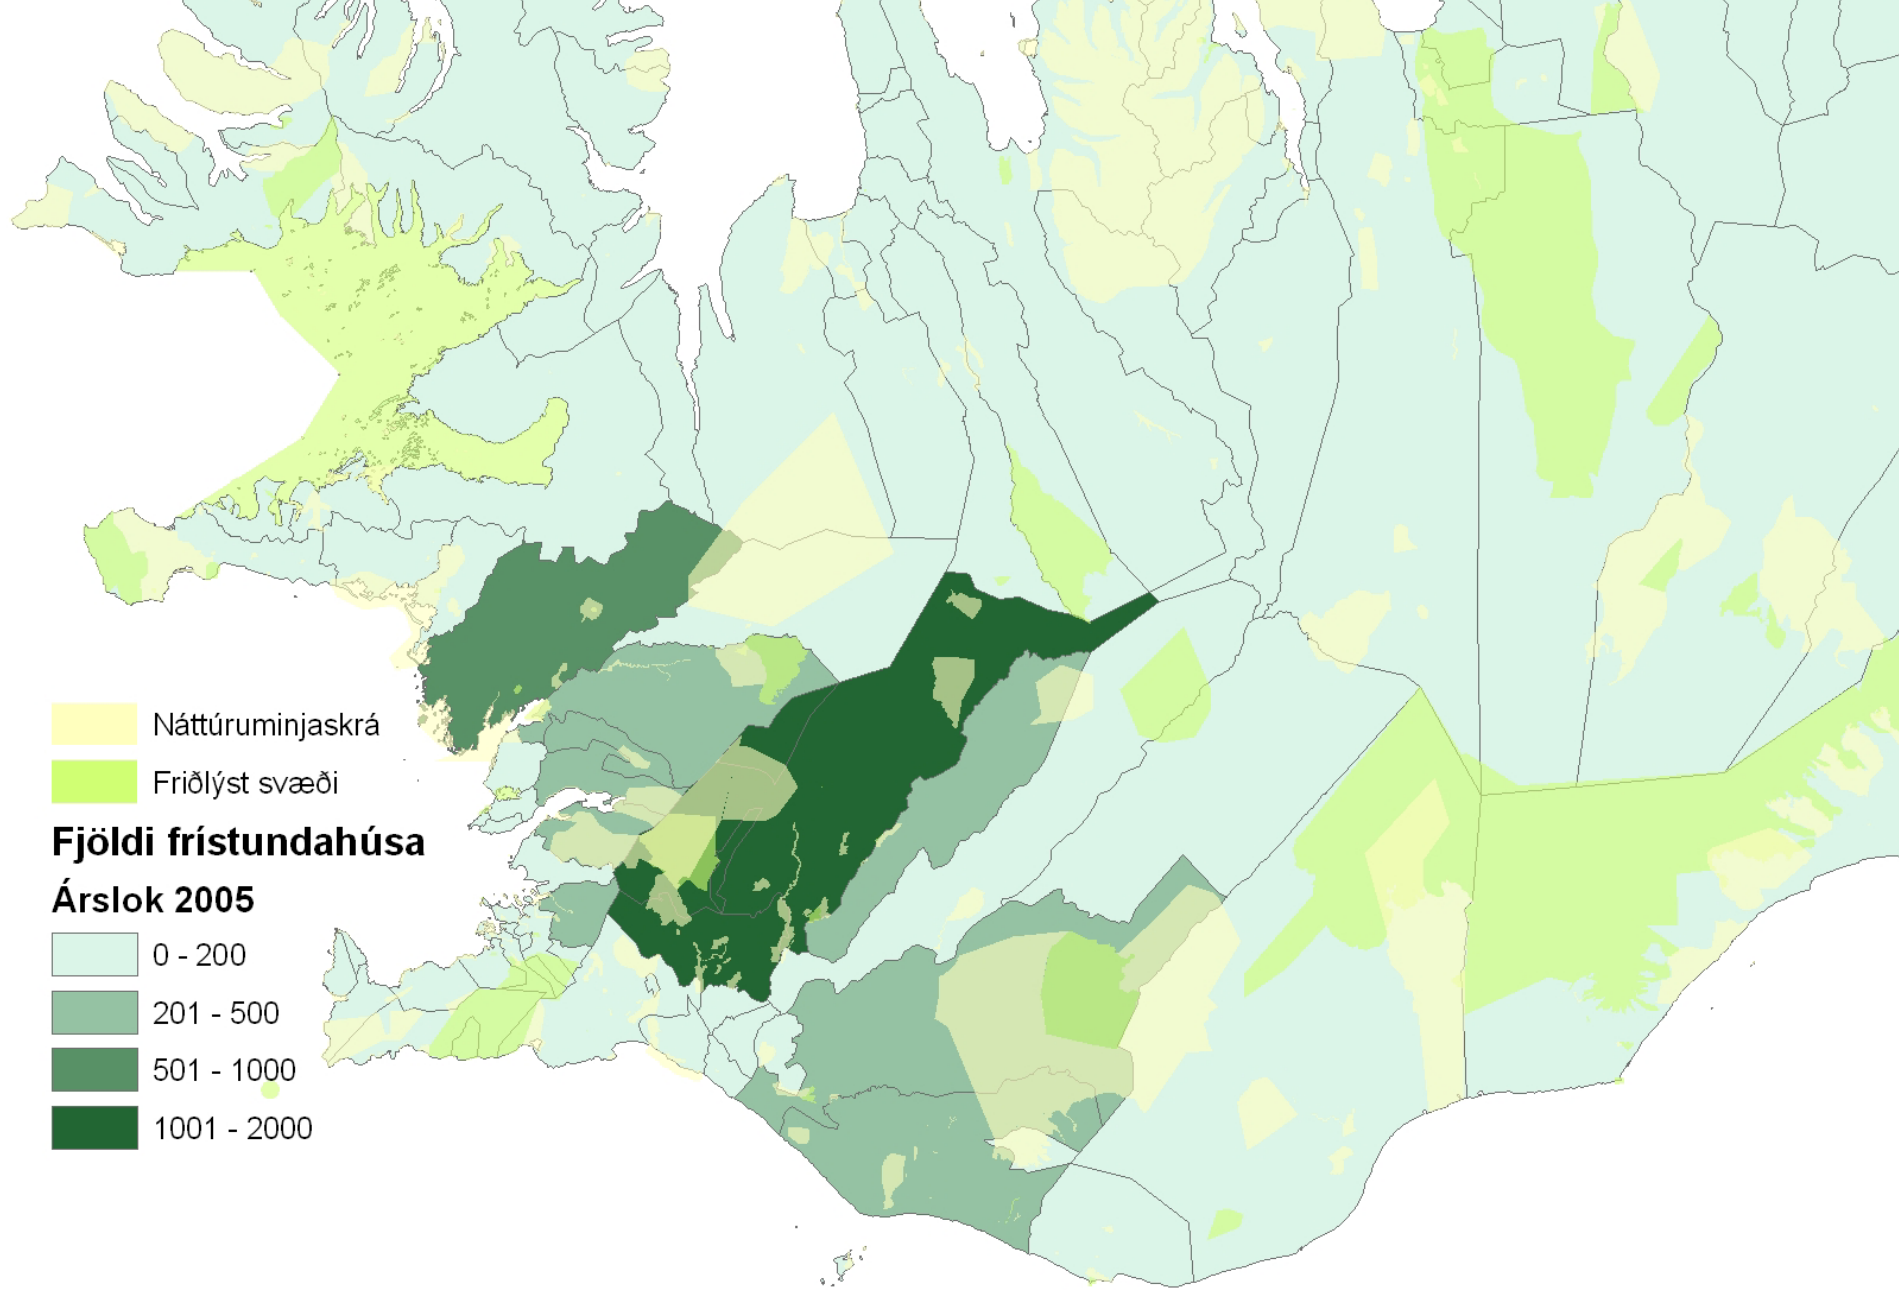 Náttúruminjaskrá
Friðlýst svæði
Fjöldi frístundahúsa
Árslok 2005
0 - 200
201 - 500
501 - 1000
1001 - 2000